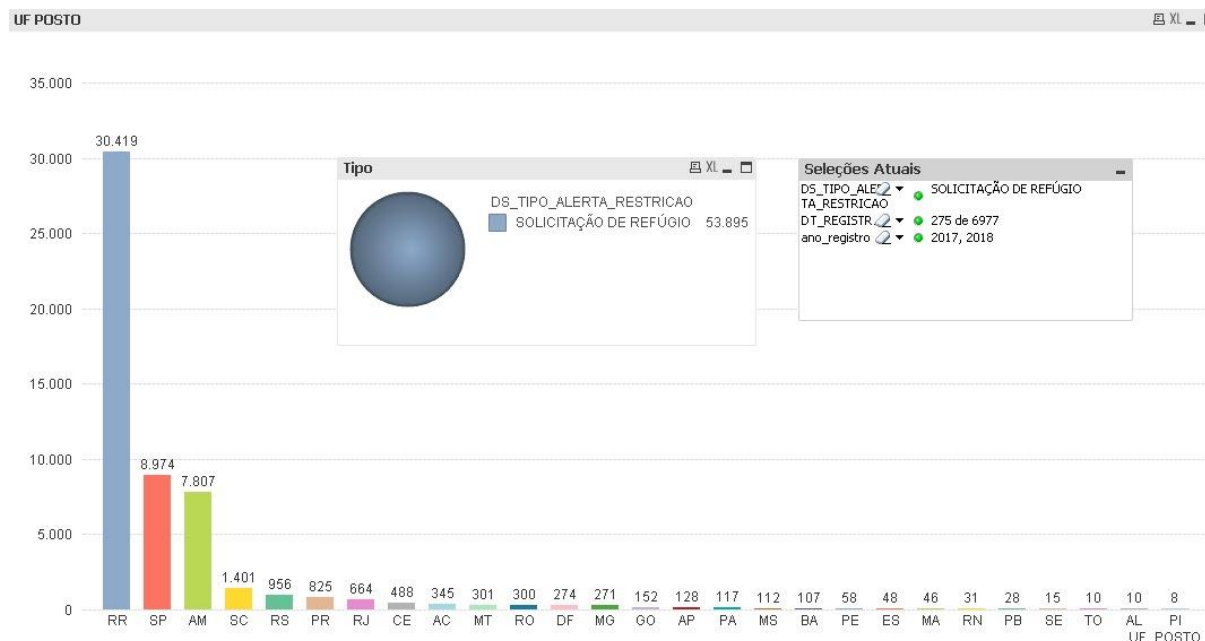 UF POSTO
XL
35.000
30.000
25.000
20.000
15.000
10.000
5.000
0
30.419
8.974
7.807
1.401
956
825
664
488
345
301
300
274
271
152
128
117
112
107
58
48
46
31
28
15
10
10
8
RR SP AM SC RS PR RJ CE AC MT RO DF MG GO AP PA MS BA PE ES MA RN PB SE TO AL PI
UF POSTO
Tipo
XL
DS_TIPO_ALERTA_RESTRICAO
SOLICITAÇÃO DE REFÚGIO 53.895
Seleções Atuais
DS_TIPO_ALE SOLICITAÇÃO DE REFÚGIO
TA_RESTRICAO
DT_REGISTR 275 de 6977
ano_registro 2017, 2018